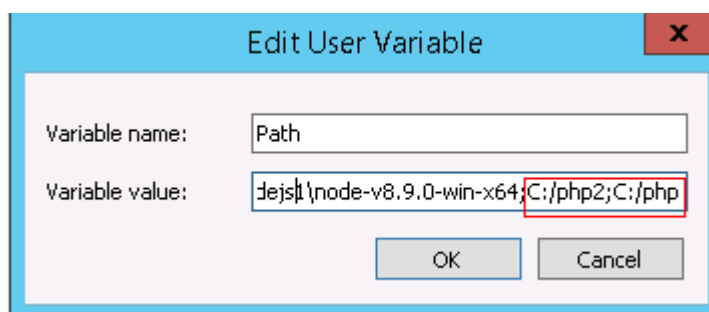 Edit User Variable
x
Variable name:
Path
Variable value:
dejs1\node-v8.9.0-win-x64;C:/php2;C:/php
OK
Cancel